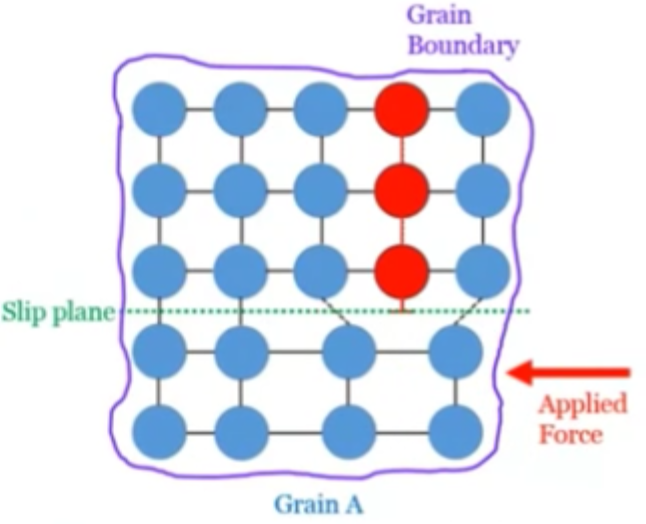 Grain
Boundary
Slip plane
Applied
Force
Grain A